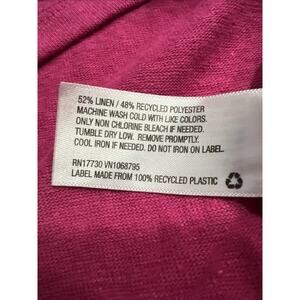 52% LINEN / 48% RECYCLED POLYESTER
MACHINE WASH COLD WITH LIKE COLORS.
ONLY NON CHLORINE BLEACH IF NEEDED.
TUMBLE DRY LOW. REMOVE PROMPTLY.
COOL IRON IF NEEDED. DO NOT IRON ON LABEL.
RN17730 VN1068795
LABEL MADE FROM 100% RECYCLED PLASTIC